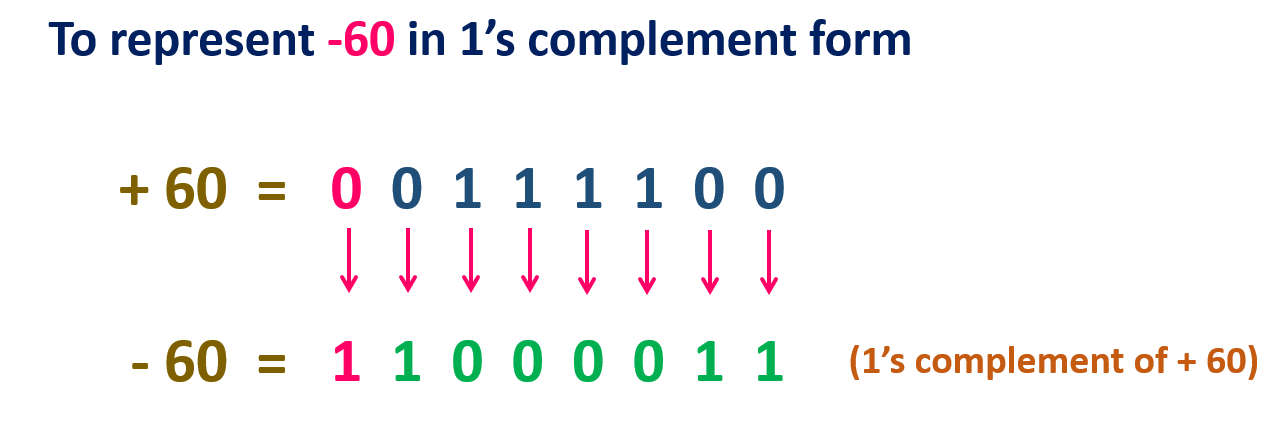 To represent -60 in 1’s complement form
+ 60 = 0 0 1 1 1 1 0 0
- 60 = 1 1 0 0 0 0 1 1 (1’s complement of + 60)